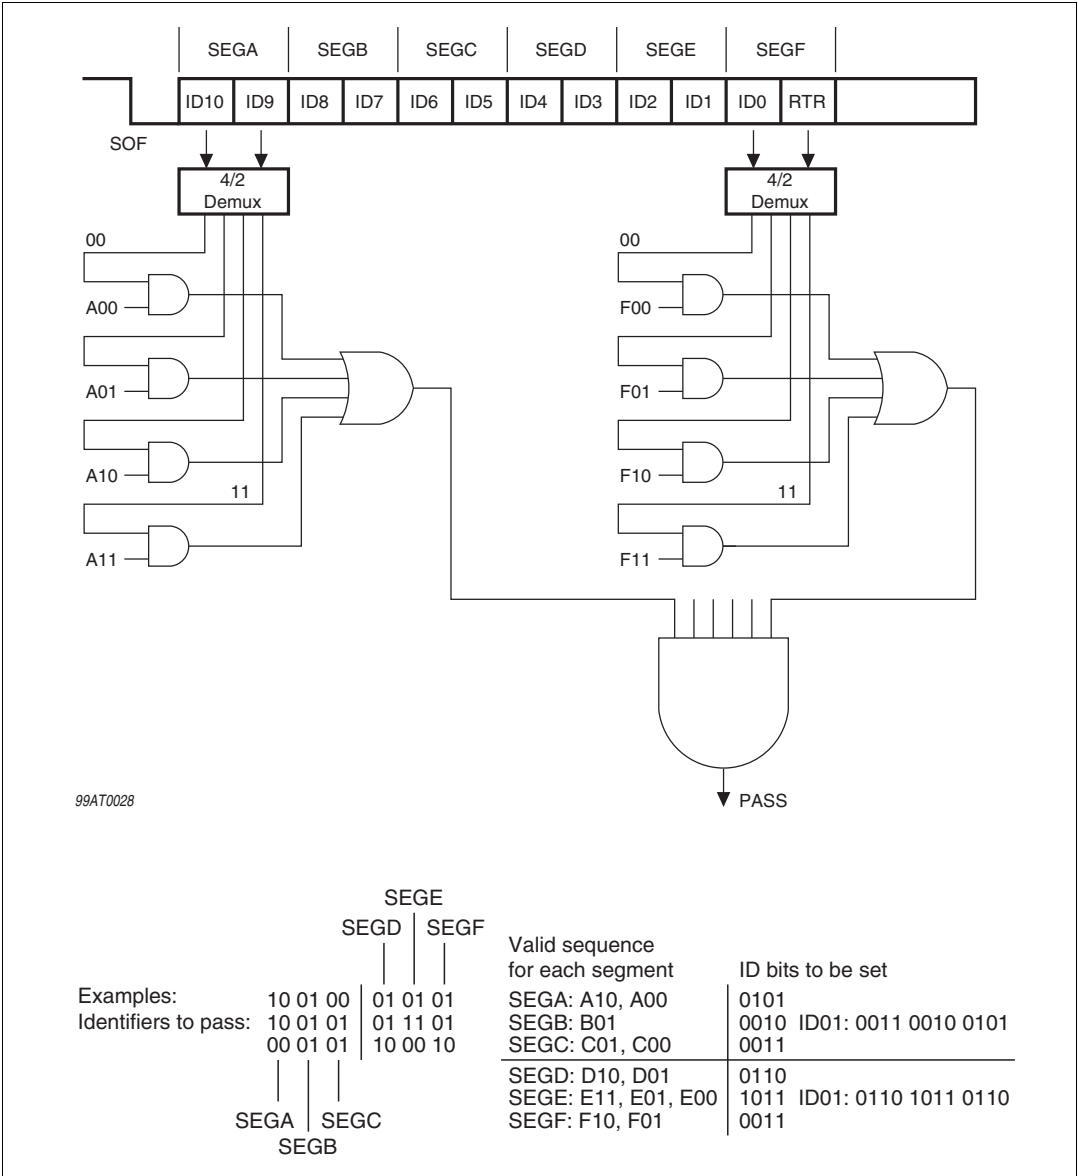 SEGA SEGB SEGC SEGD SEGE SEGF
ID10 ID9 ID8 ID7 ID6 ID5 ID4 ID3 ID2 ID1 ID0 RTR
SOF
4/2
Demux
4/2
Demux
00
A00
A01
A10
11
A11
00
F00
F01
F10
11
F11
PASS
99AT0028
SEGE
SEGD SEGF
Valid sequence
for each segment ID bits to be set
Examples: 10 01 00 01 01 01 SEGA: A10, A00 0101
Identifiers to pass: 10 01 01 01 11 01 SEGB: B01 0010 ID01: 0011 0010 0101
00 01 01 10 00 10 SEGC: C01, C00 0011
SEGD: D10, D01 0110
SEGE: E11, E01, E00 1011 ID01: 0110 1011 0110
SEGF: F10, F01 0011
SEGA SEGC
SEGB